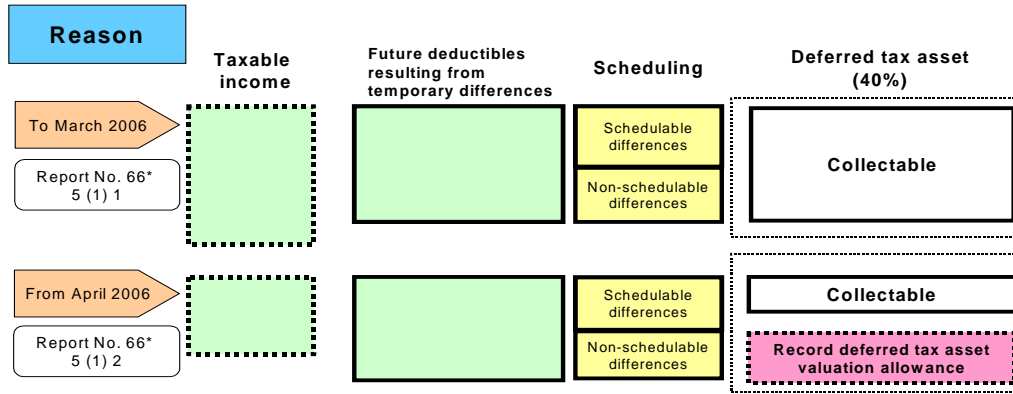 Reason
Taxable
income
Future deductibles
resulting from
temporary differences
Scheduling
Deferred tax asset
(40%)
To March 2006
Report No. 66*
5 (1) 1
Schedulable
differences
Non-schedulable
differences
Collectable
From April 2006
Report No. 66*
5 (1) 2
Schedulable
differences
Non-schedulable
differences
Collectable
Record deferred tax asset
valuation allowance